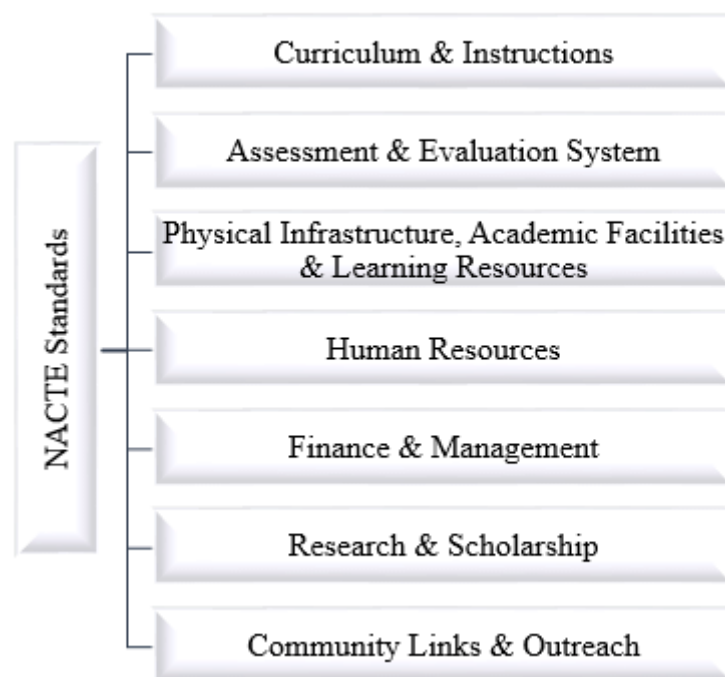 NACTE Standards
Curriculum & Instructions
Assessment & Evaluation System
Physical Infrastructure, Academic Facilities
& Learning Resources
Human Resources
Finance & Management
Research & Scholarship
Community Links & Outreach